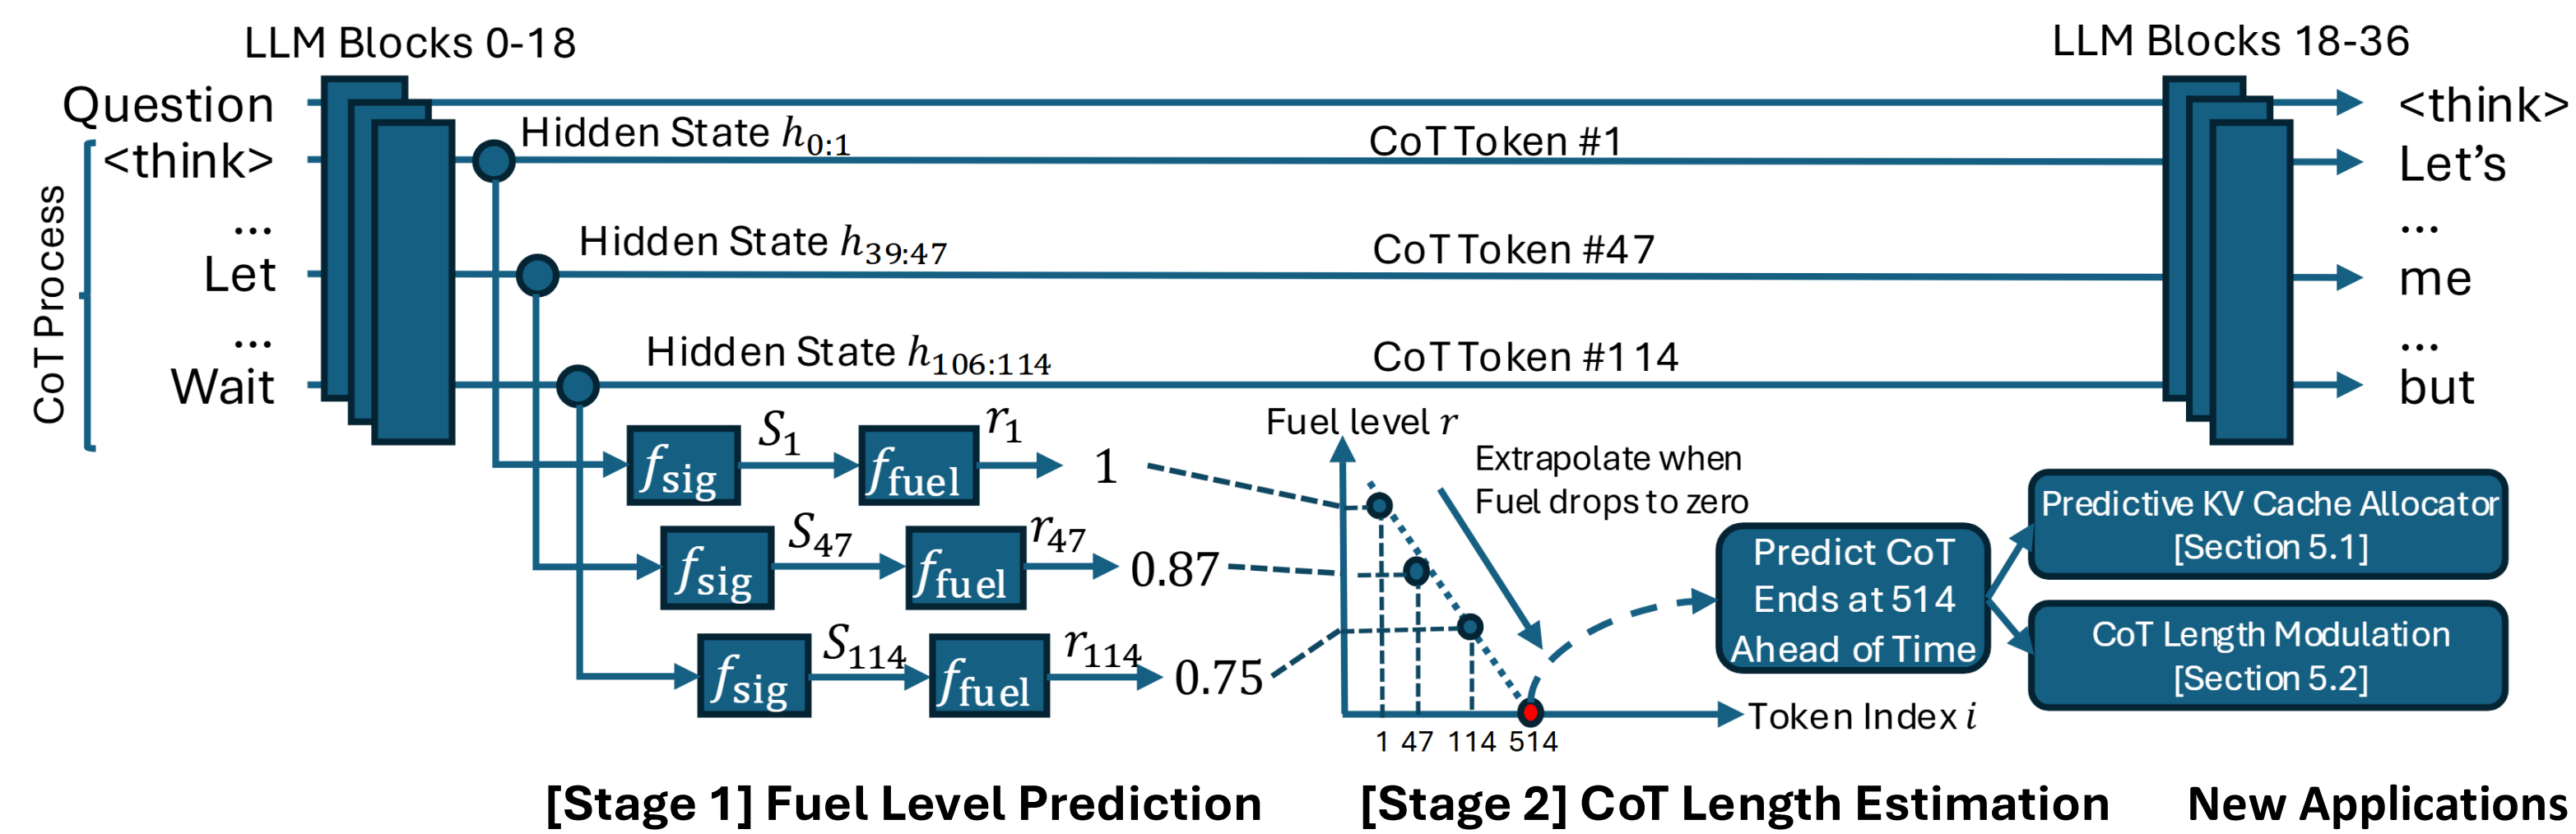 LLM Blocks 0-18
LLM Blocks 18-36
Question
<think>
Hidden State h0:1
CoT Token #1
<think>
Let's
CoT Process
...
...
Let
Hidden State h39:47
CoT Token #47
me
...
...
Wait
Hidden State h106:114
CoT Token #114
but
fsig
S1
ffuel
r1
1
fsig
S47
ffuel
r47
0.87
fsig
S114
ffuel
r114
0.75
Fuel level r
Extrapolate when
Fuel drops to zero
1 47 114 514
Token Index i
Predict CoT
Ends at 514
Ahead of Time
Predictive KV Cache Allocator
[Section 5.1]
CoT Length Modulation
[Section 5.2]
[Stage 1] Fuel Level Prediction
[Stage 2] CoT Length Estimation
New Applications